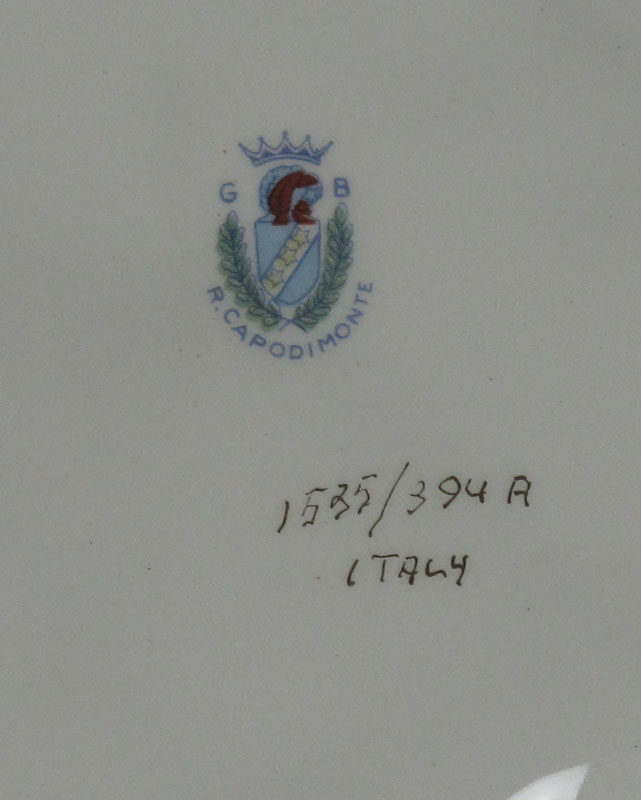 G B
R. CAPODIMONTE
1535/394 A
ITALY